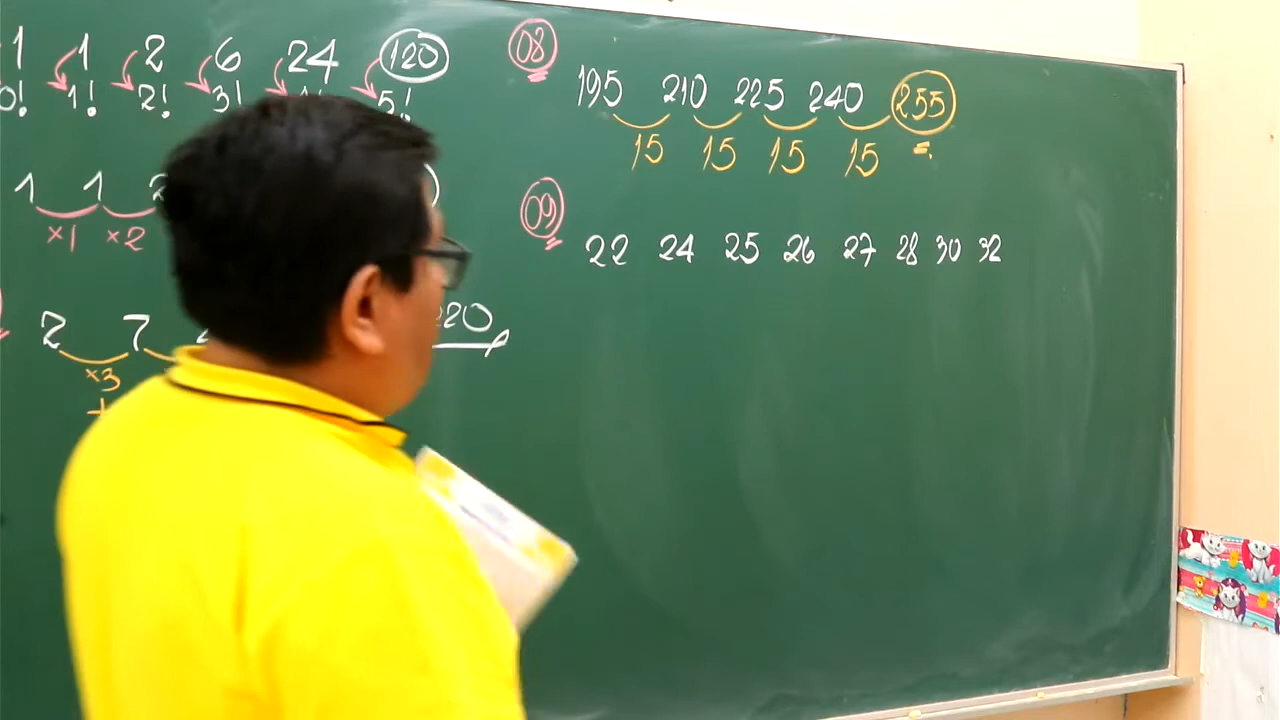 1 1 2 6 24 120
0! 1! 2! 3! 5!
1 1
×1 ×2
2 7 220
×3
+
08
195 210 225 240 255
15 15 15 15
09
22 24 25 26 27 28 30 32